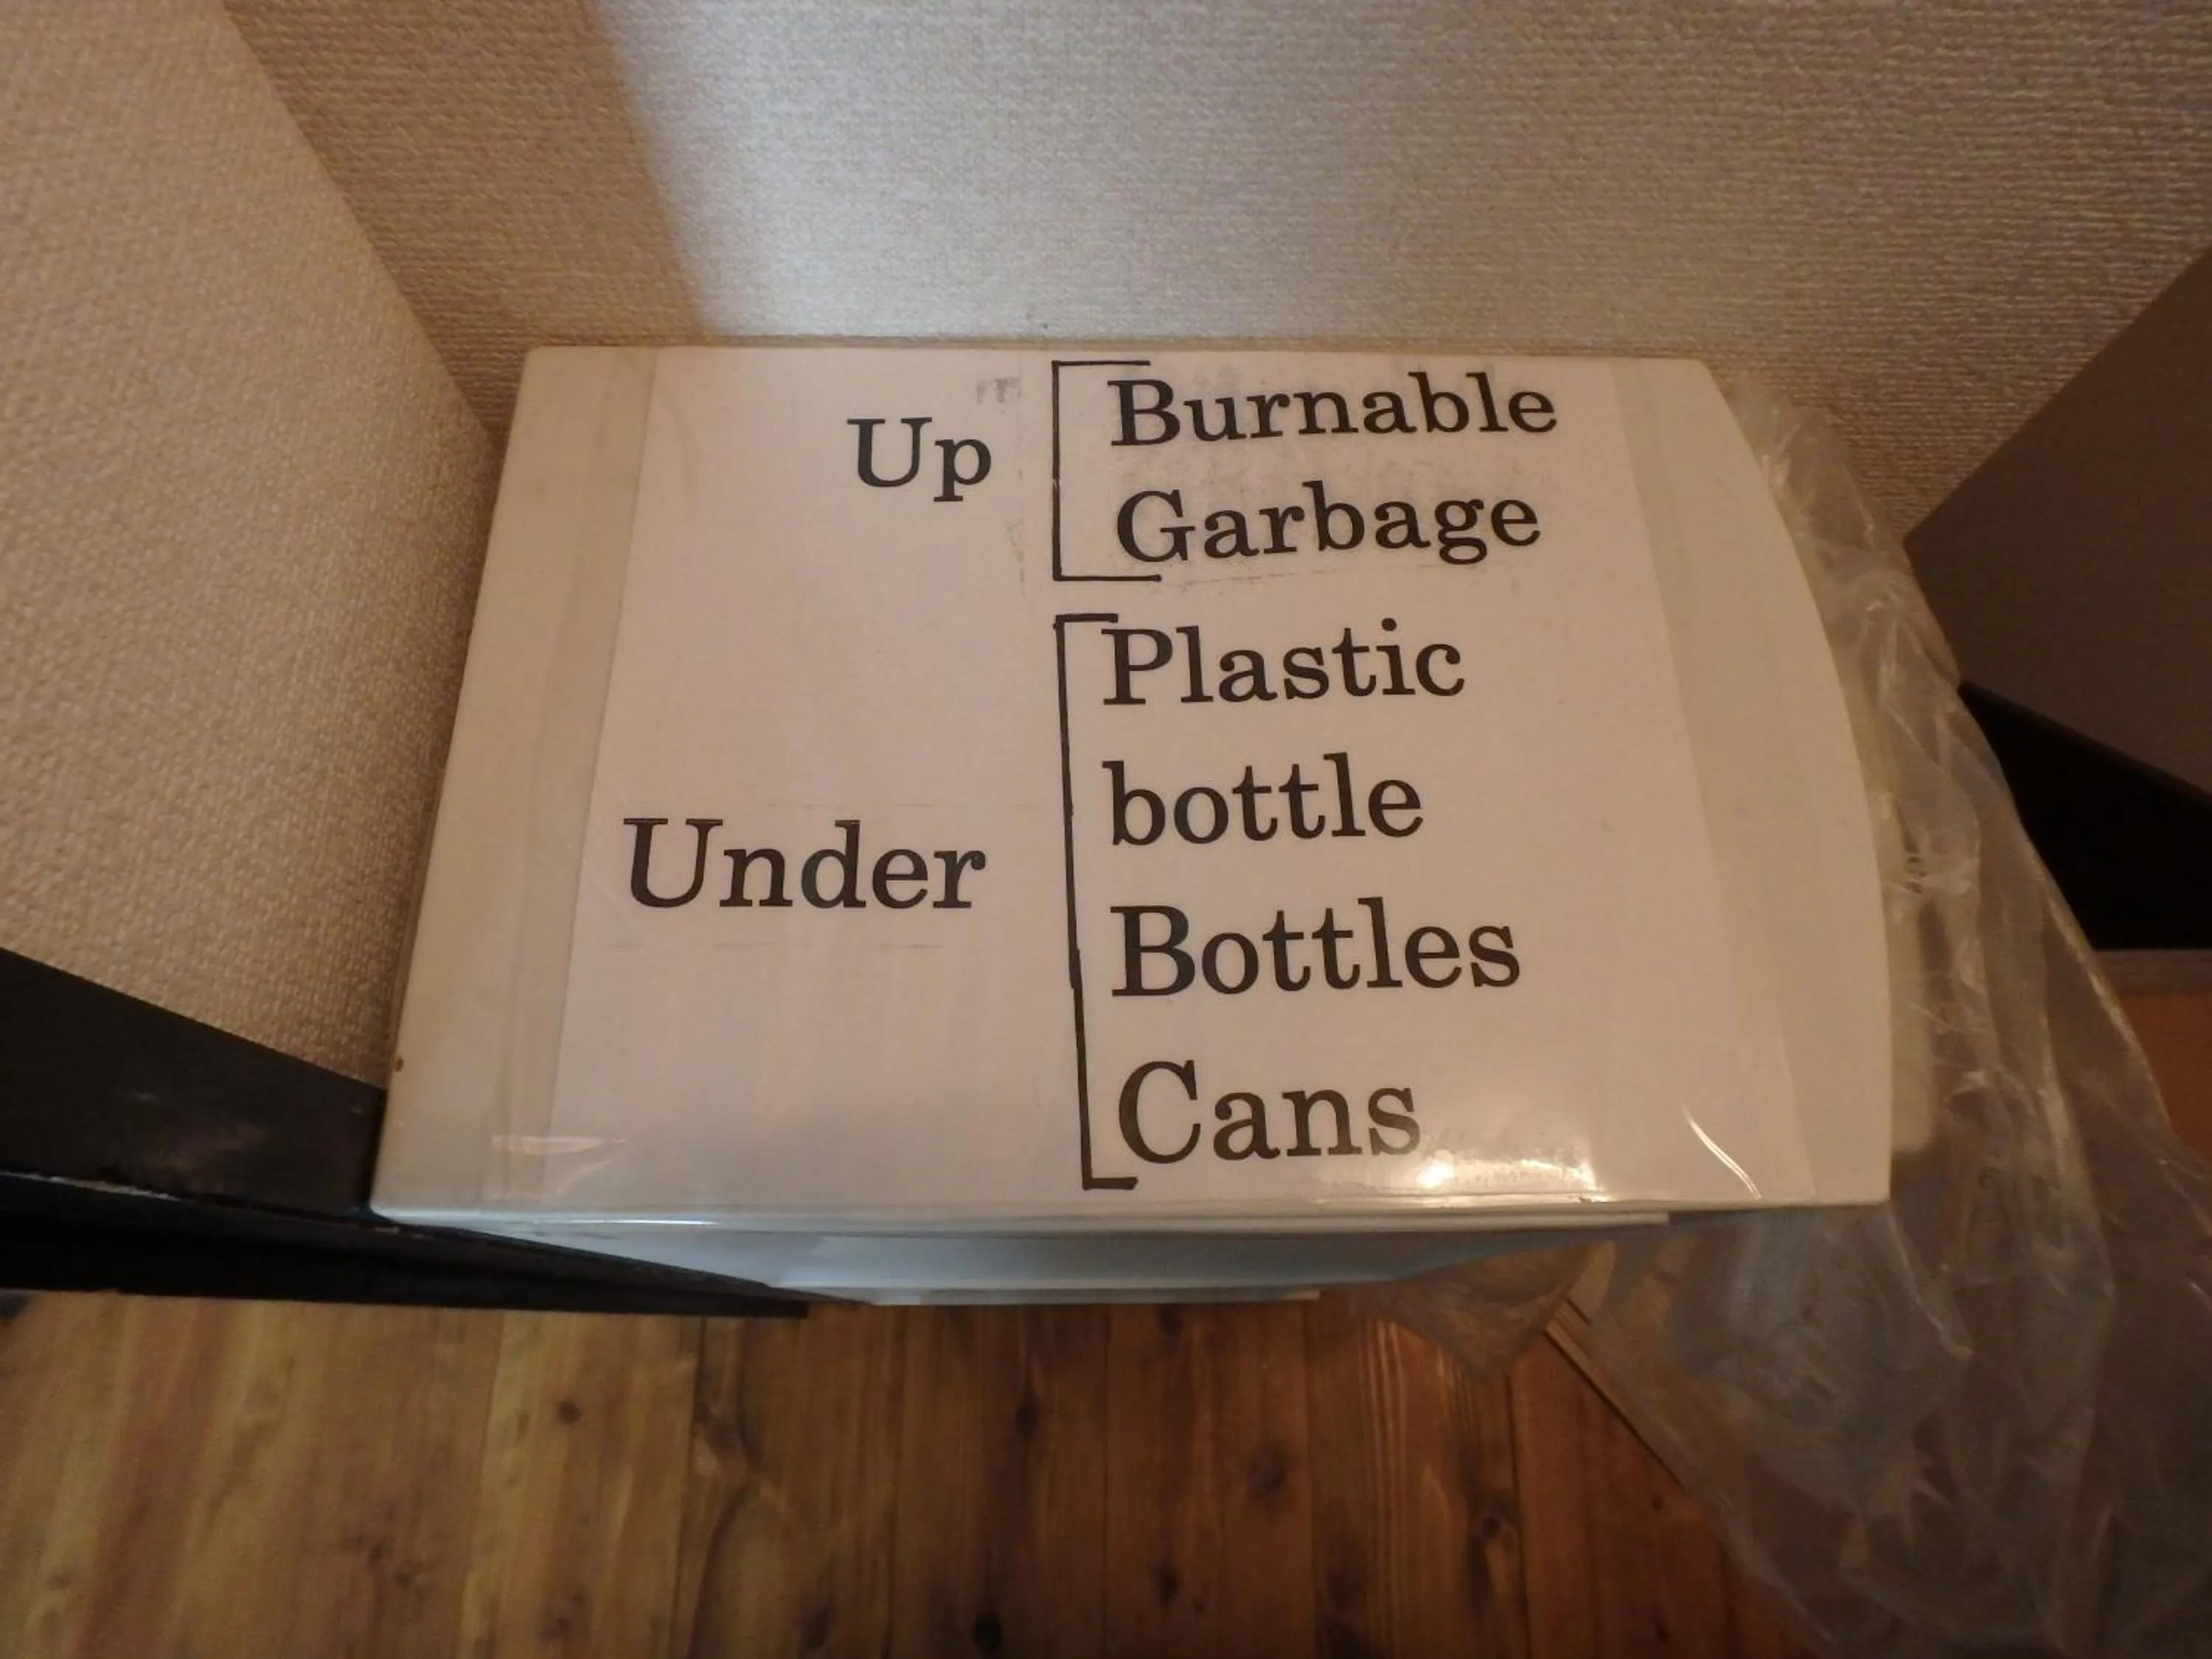 Up
Burnable
Garbage
Under
Plastic
bottle
Bottles
Cans